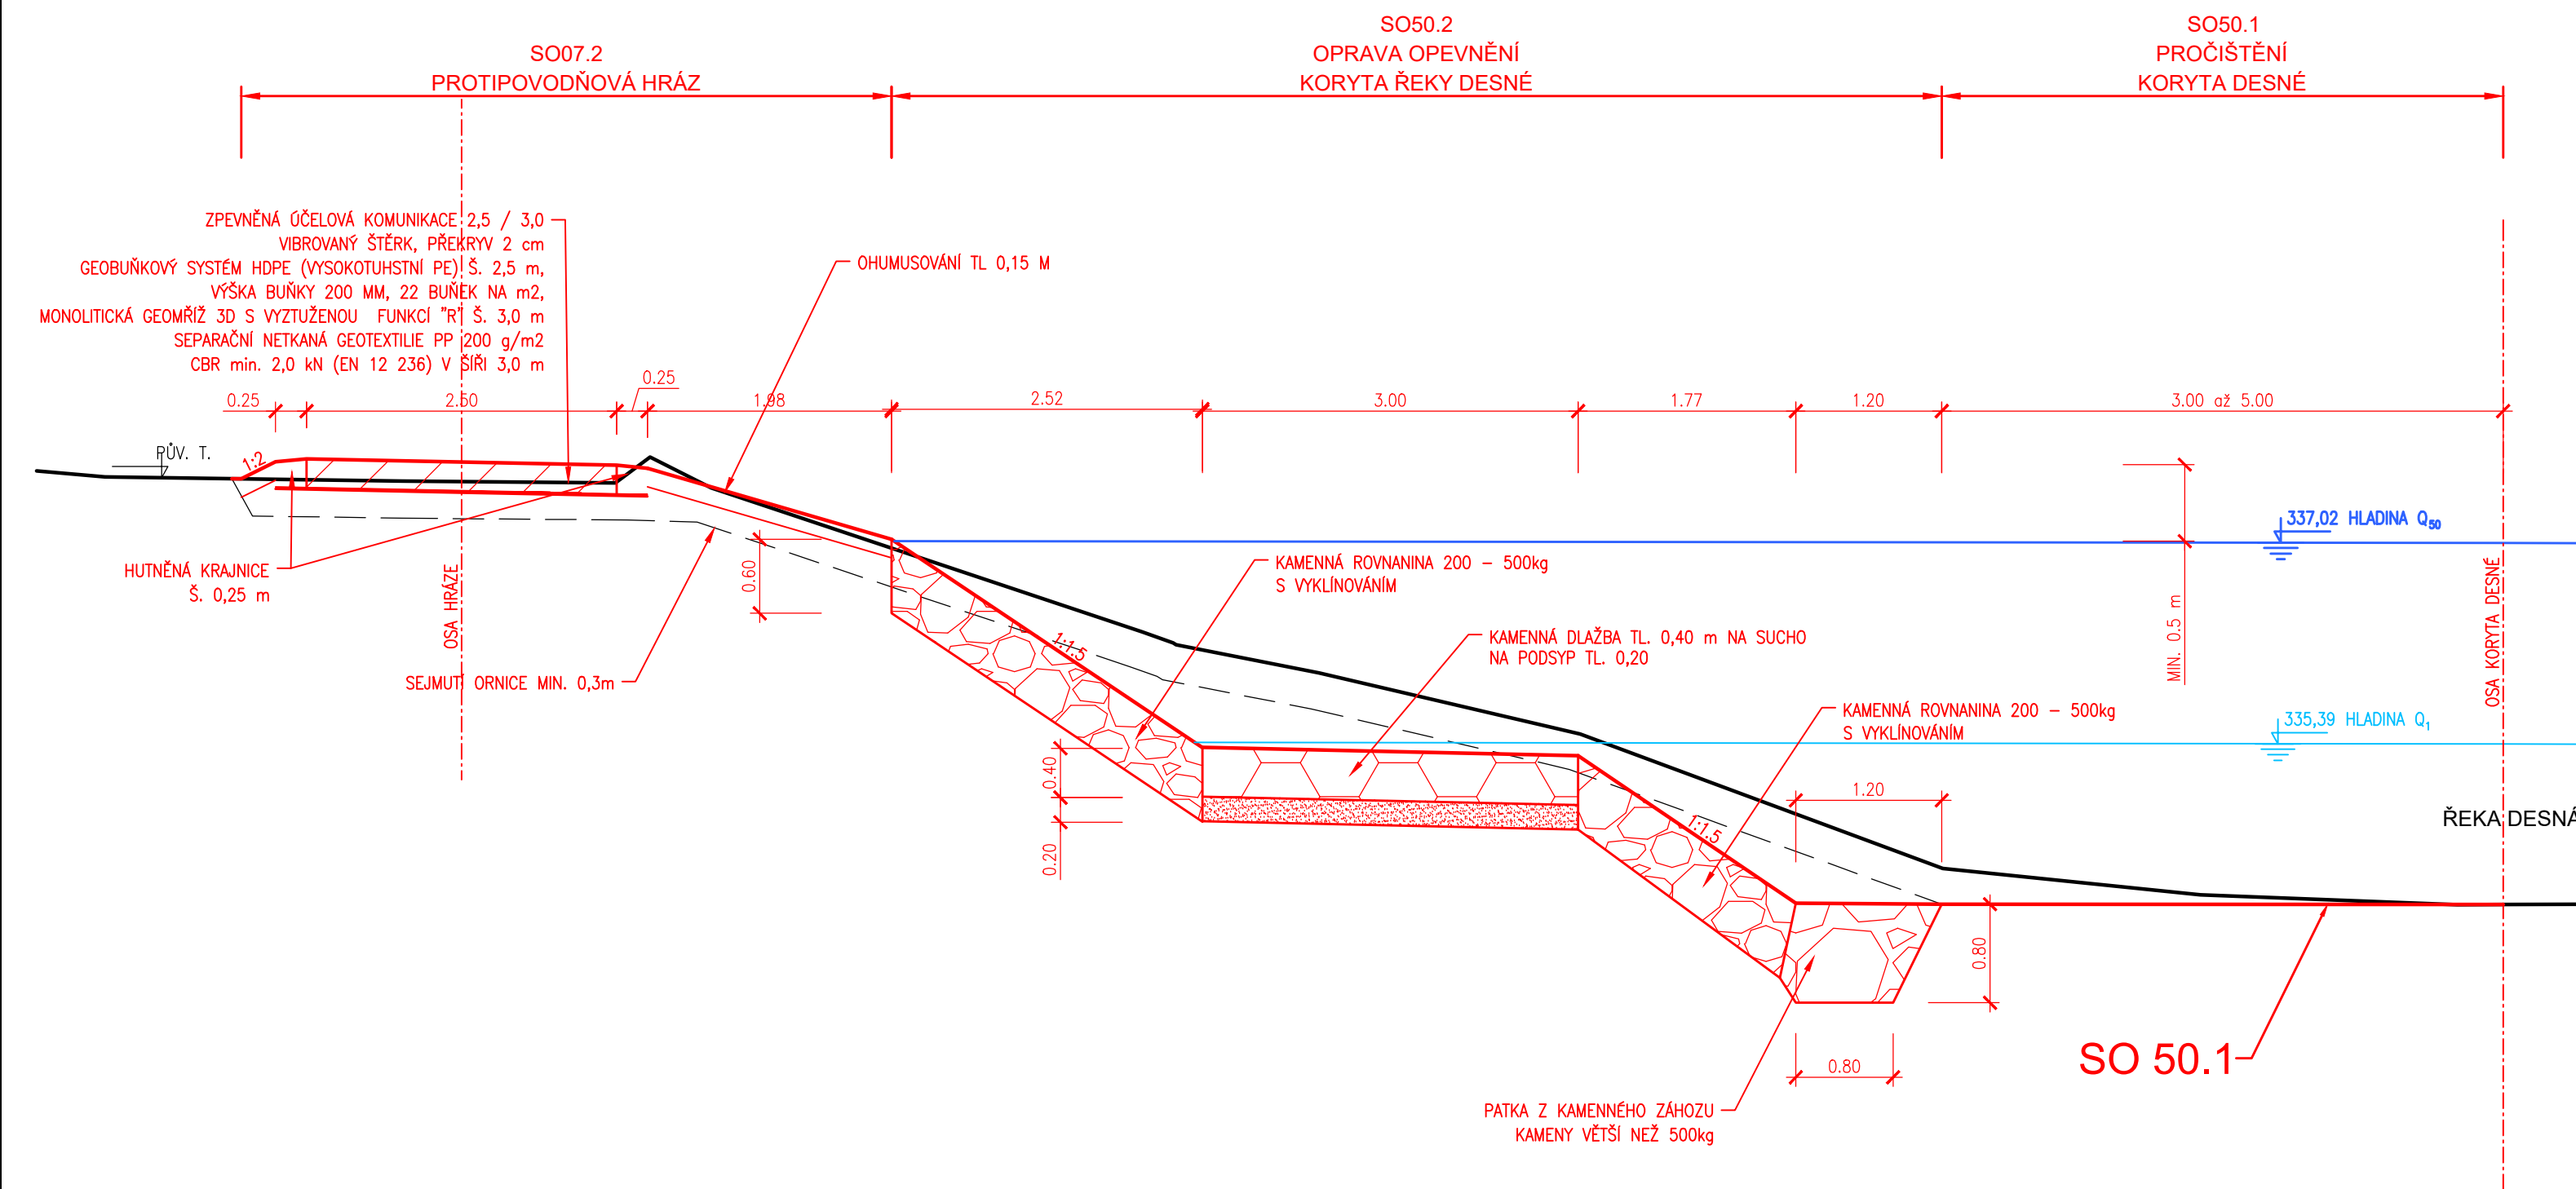 SO07.2
PROTIPOVODŇOVÁ HRÁZ
SO50.2
OPRAVA OPEVNĚNÍ
KORYTA ŘEKY DESNÉ
SO50.1
PROČIŠTĚNÍ
KORYTA DESNÉ
ZPEVNĚNÁ ÚČELOVÁ KOMUNIKACE 2,5 / 3,0
VIBROVANÝ ŠTĚRK, PŘEKRYV 2 cm
GEOBUŇKOVÝ SYSTÉM HDPE (VYSOKOTUHSTNÍ PE) Š. 2,5 m,
VÝŠKA BUŇKY 200 MM, 22 BUŇEK NA m2,
MONOLITICKÁ GEOMŘÍŽ 3D S VYZTUŽENOU FUNKCÍ "R" Š. 3,0 m
SEPARAČNÍ NETKANÁ GEOTEXTILIE PP 200 g/m2
CBR min. 2,0 kN (EN 12 236) V ŠÍŘI 3,0 m
OHUMUSOVÁNÍ TL 0,15 M
0.25
2.50
0.25
1.98
2.52
3.00
1.77
1.20
3.00 až 5.00
PŮV. T.
1:2
337,02 HLADINA Q50
HUTNĚNÁ KRAJNICE
Š. 0,25 m
OSA HRÁZE
0.60
KAMENNÁ ROVNANINA 200 – 500kg
S VYKLÍNOVÁNÍM
1:1.5
KAMENNÁ DLAŽBA TL. 0,40 m NA SUCHO
NA PODSYP TL. 0,20
MIN. 0.5 m
OSA KORYTA DESNÉ
SEJMUTÍ ORNICE MIN. 0,3m
KAMENNÁ ROVNANINA 200 – 500kg
S VYKLÍNOVÁNÍM
335,39 HLADINA Q1
0.40
0.20
1.20
1:1.5
ŘEKA DESNÁ
0.80
SO 50.1
0.80
PATKA Z KAMENNÉHO ZÁHOZU
KAMENY VĚTŠÍ NEŽ 500kg